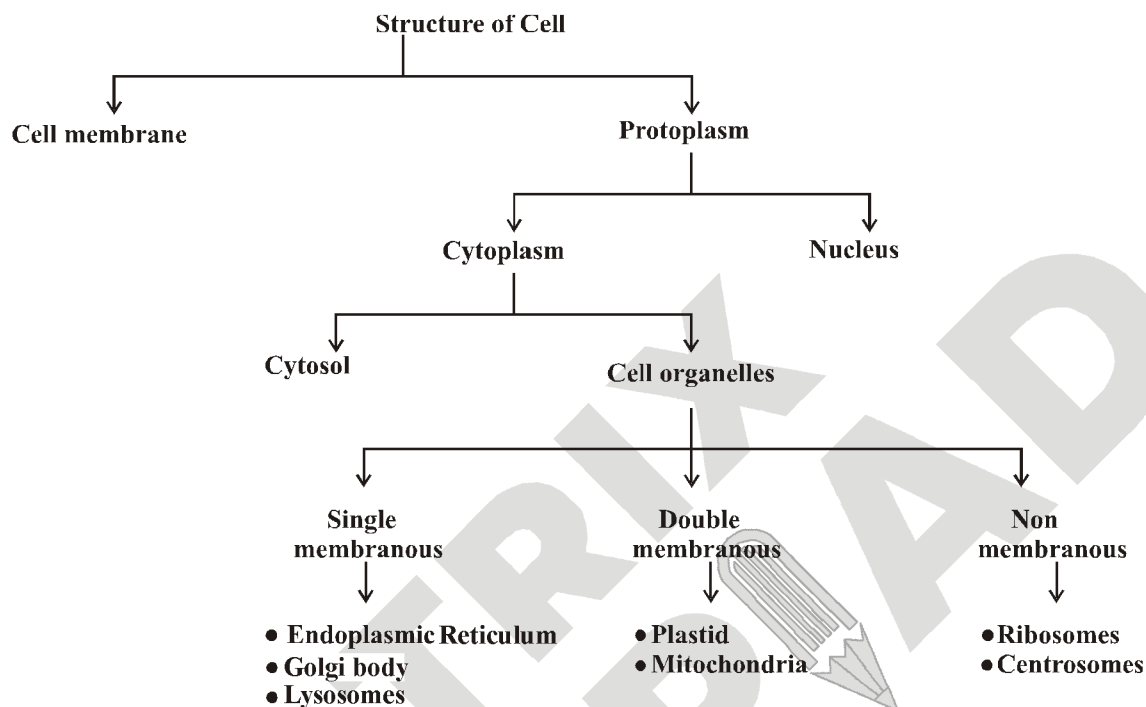 Structure of Cell
Cell membrane
Protoplasm
Cytoplasm
Nucleus
Cytosol
Cell organelles
Single
membranous
Double
membranous
Non
membranous
● Endoplasmic Reticulum
● Golgi body
● Lysosomes
● Plastid
● Mitochondria
● Ribosomes
● Centrosomes